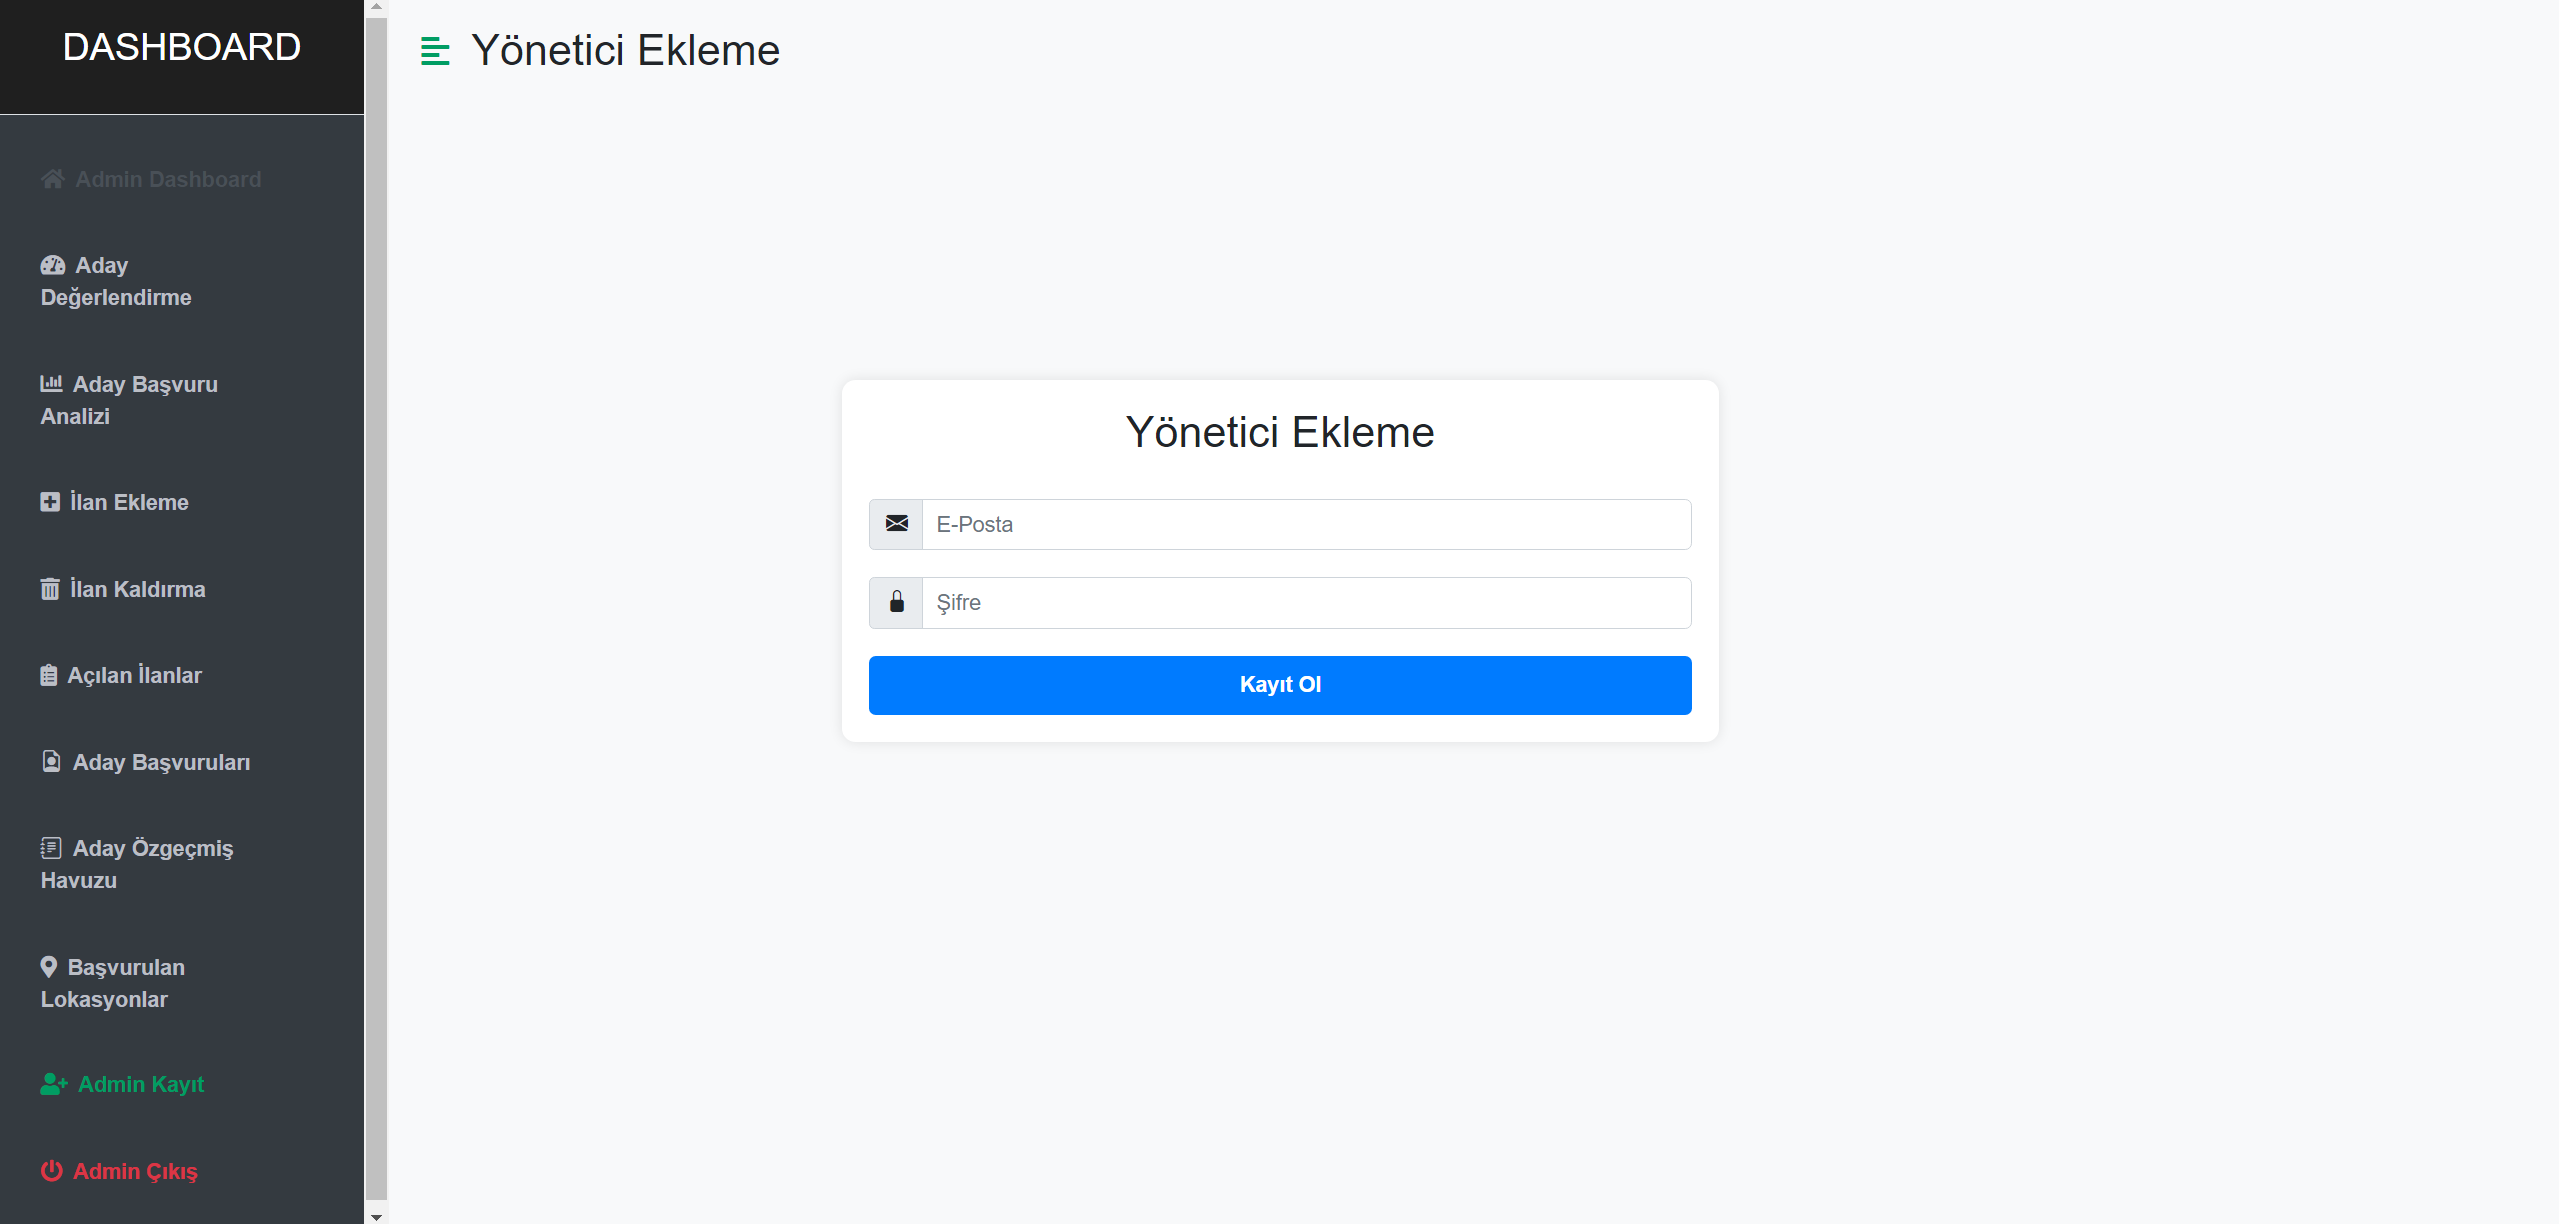 DASHBOARD
Admin Dashboard
Aday
Değerlendirme
Aday Başvuru
Analizi
İlan Ekleme
İlan Kaldırma
Açılan İlanlar
Aday Başvuruları
Aday Özgeçmiş
Havuzu
Başvurulan
Lokasyonlar
Admin Kayıt
Admin Çıkış
Yönetici Ekleme
Yönetici Ekleme
E-Posta
Şifre
Kayıt Ol